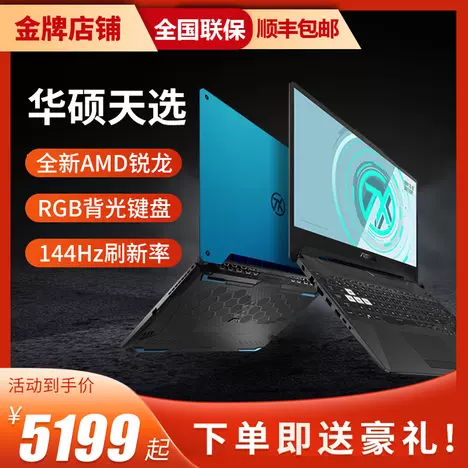 金牌店铺 全国联保 顺丰包邮
华硕天选
全新AMD锐龙
RGB背光键盘
144Hz刷新率
活动到手价
¥5199起
下单即送豪礼!